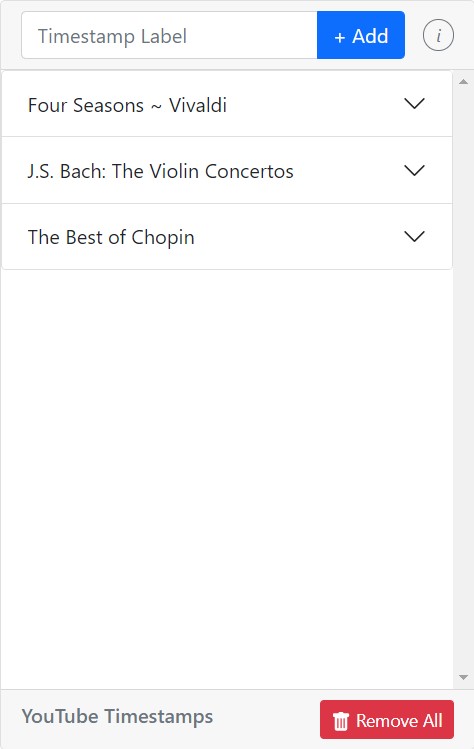 Timestamp Label
+ Add
i
Four Seasons ~ Vivaldi
J.S. Bach: The Violin Concertos
The Best of Chopin
YouTube Timestamps
Remove All